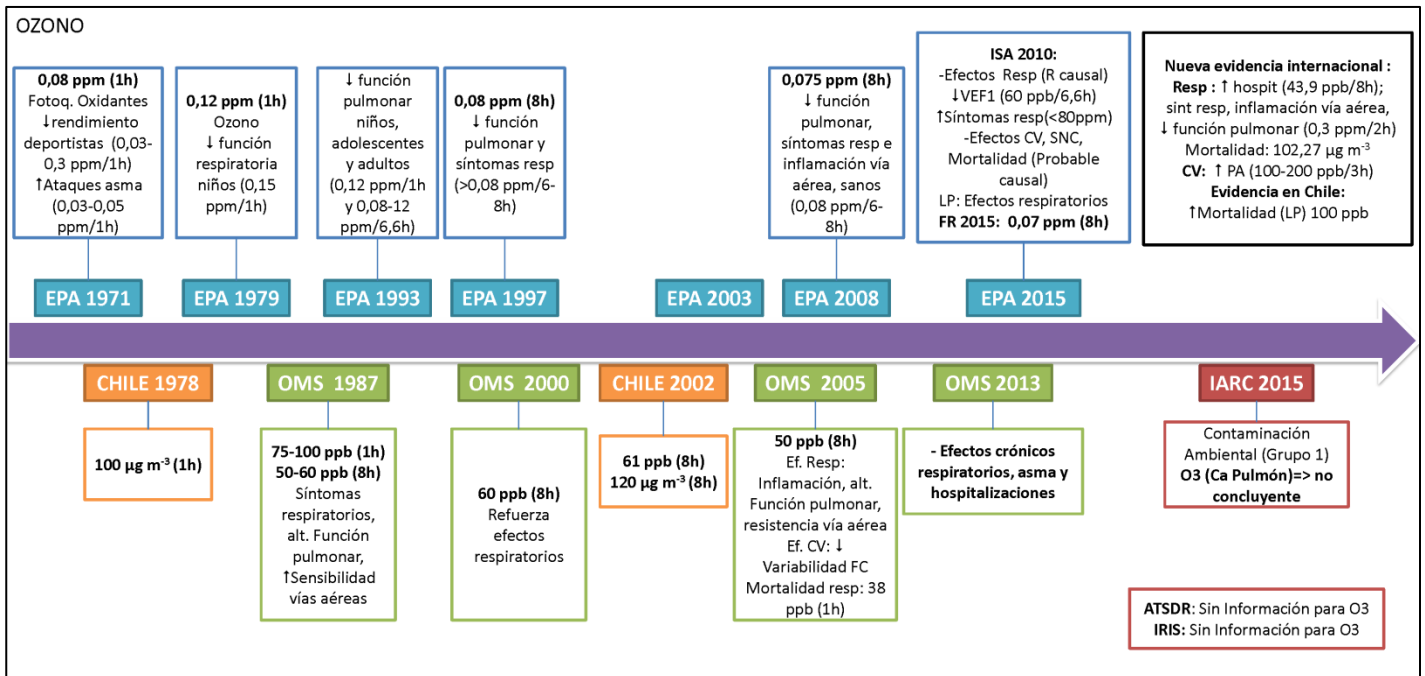 OZONO
0,08 ppm (1h)
Fotoq. Oxidantes
↓rendimiento
deportistas (0,03-
0,3 ppm/1h)
↑Ataques asma
(0,03-0,05
ppm/1h)
0,12 ppm (1h)
Ozono
↓ función
respiratoria
niños (0,15
ppm/1h)
↓ función
pulmonar
niños,
adolescentes
y adultos
(0,12 ppm/1h
y 0,08-12
ppm/6,6h)
0,08 ppm (8h)
↓ función
pulmonar y
síntomas resp
(>0,08 ppm/6-
8h)
0,075 ppm (8h)
↓ función
pulmonar,
síntomas resp e
inflamación vía
aérea, sanos
(0,08 ppm/6-
8h)
ISA 2010:
-Efectos Resp (R causal)
↓VEF1 (60 ppb/6,6h)
↑Síntomas resp(<80ppm)
-Efectos CV, SNC,
Mortalidad (Probable
causal)
LP: Efectos respiratorios
FR 2015: 0,07 ppm (8h)
Nueva evidencia internacional :
Resp : ↑ hospit (43,9 ppb/8h);
sint resp, inflamación vía aérea,
↓ función pulmonar (0,3 ppm/2h)
Mortalidad: 102,27 µg m-3
CV: ↑ PA (100-200 ppb/3h)
Evidencia en Chile:
↑Mortalidad (LP) 100 ppb
EPA 1971
EPA 1979
EPA 1993
EPA 1997
EPA 2003
EPA 2008
EPA 2015
CHILE 1978
OMS 1987
OMS 2000
CHILE 2002
OMS 2005
OMS 2013
IARC 2015
100 µg m-3 (1h)
75-100 ppb (1h)
50-60 ppb (8h)
Síntomas
respiratorios,
alt. Función
pulmonar,
↑Sensibilidad
vías aéreas
60 ppb (8h)
Refuerza
efectos
respiratorios
61 ppb (8h)
120 µg m-3 (8h)
50 ppb (8h)
Ef. Resp:
Inflamación, alt.
Función pulmonar,
resistencia vía aérea
Ef. CV: ↓
Variabilidad FC
Mortalidad resp: 38
ppb (1h)
- Efectos crónicos
respiratorios, asma y
hospitalizaciones
Contaminación
Ambiental (Grupo 1)
O3 (Ca Pulmón)=> no
concluyente
ATSDR: Sin Información para O3
IRIS: Sin Información para O3